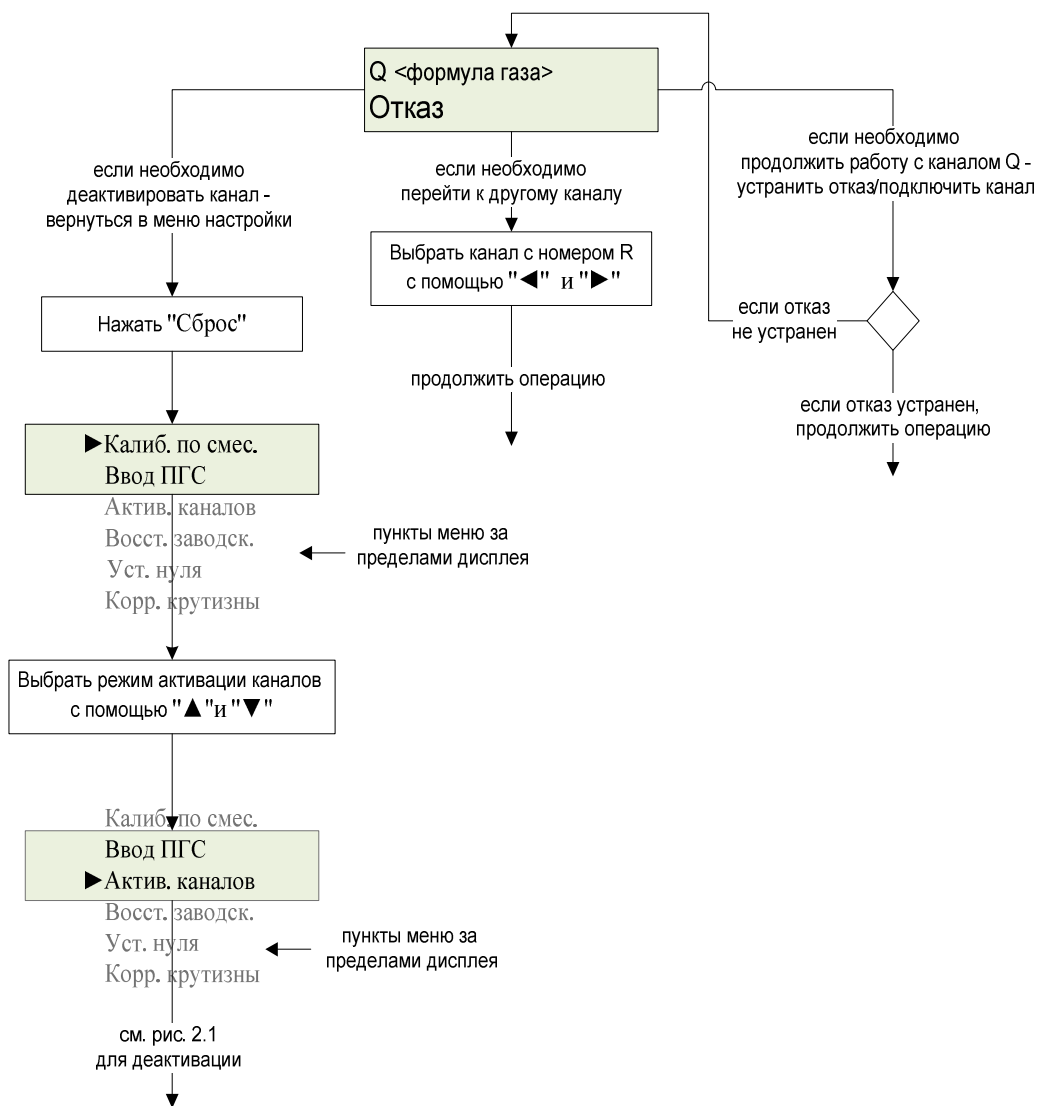 Q <формула газа>
Отказ
если необходимо
деактивировать канал -
вернуться в меню настройки
если необходимо
перейти к другому каналу
если необходимо
продолжить работу с каналом Q -
устранить отказ/подключить канал
Выбрать канал с номером R
с помощью "◄" и "►"
Нажать "Сброс"
если отказ
не устранен
продолжить операцию
если отказ устранен,
продолжить операцию
►Калиб. по смес.
Ввод ПГС
Актив. каналов
Восст. заводск.
Уст. нуля
Корр. крутизны
пункты меню за
пределами дисплея
Выбрать режим активации каналов
с помощью "▲"и "▼"
Калиб. по смес.
Ввод ПГС
►Актив. каналов
Восст. заводск.
Уст. нуля
Корр. крутизны
пункты меню за
пределами дисплея
см. рис. 2.1
для деактивации